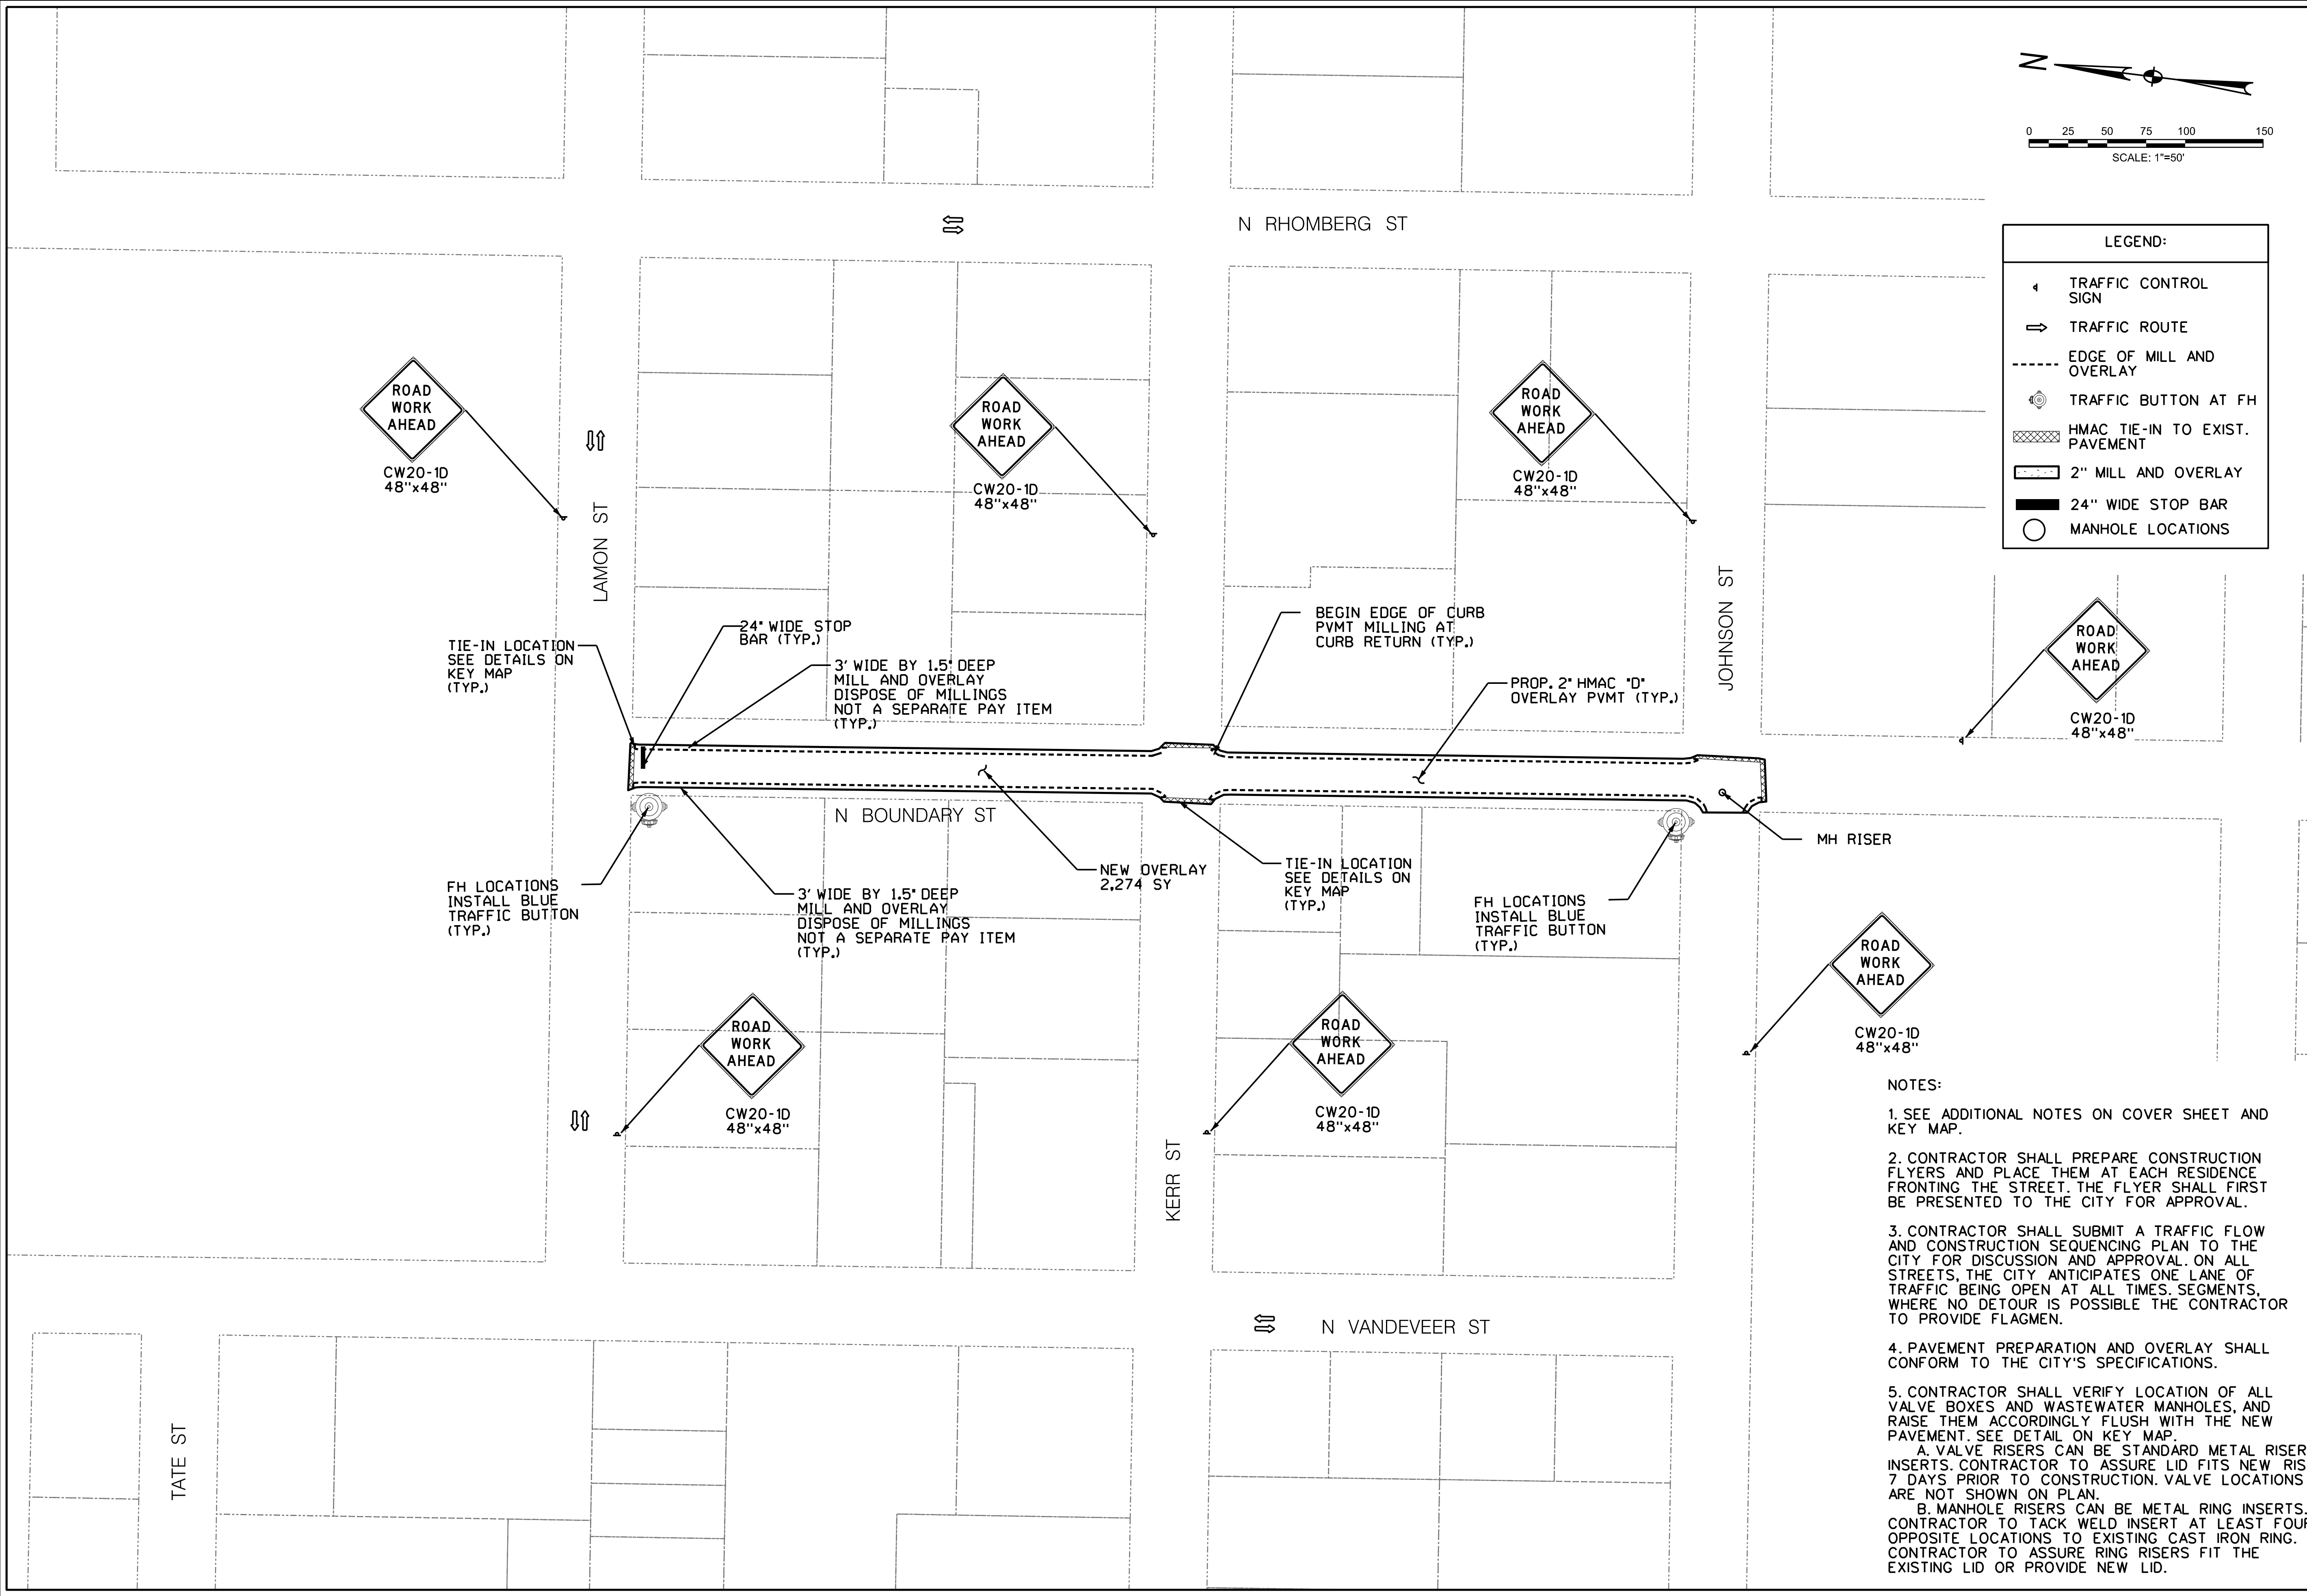 N
0 25 50 75 100 150
SCALE: 1"=50'
N RHOMBERG ST
LEGEND:
TRAFFIC CONTROL
SIGN
TRAFFIC ROUTE
EDGE OF MILL AND
OVERLAY
TRAFFIC BUTTON AT FH
HMAC TIE-IN TO EXIST.
PAVEMENT
2" MILL AND OVERLAY
24" WIDE STOP BAR
MANHOLE LOCATIONS
ROAD
WORK
AHEAD
CW20-1D
48"x48"
ROAD
WORK
AHEAD
CW20-1D
48"x48"
ROAD
WORK
AHEAD
CW20-1D
48"x48"
ROAD
WORK
AHEAD
CW20-1D
48"x48"
LAMON ST
JOHNSON ST
TIE-IN LOCATION
SEE DETAILS ON
KEY MAP
(TYP.)
24" WIDE STOP
BAR (TYP.)
3' WIDE BY 1.5" DEEP
MILL AND OVERLAY
DISPOSE OF MILLINGS
NOT A SEPARATE PAY ITEM
(TYP.)
BEGIN EDGE OF CURB
PVMT MILLING AT
CURB RETURN (TYP.)
PROP. 2" HMAC "D"
OVERLAY PVMT (TYP.)
N BOUNDARY ST
MH RISER
FH LOCATIONS
INSTALL BLUE
TRAFFIC BUTTON
(TYP.)
3' WIDE BY 1.5" DEEP
MILL AND OVERLAY
DISPOSE OF MILLINGS
NOT A SEPARATE PAY ITEM
(TYP.)
NEW OVERLAY
2,274 SY
TIE-IN LOCATION
SEE DETAILS ON
KEY MAP
(TYP.)
FH LOCATIONS
INSTALL BLUE
TRAFFIC BUTTON
(TYP.)
ROAD
WORK
AHEAD
CW20-1D
48"x48"
ROAD
WORK
AHEAD
CW20-1D
48"x48"
ROAD
WORK
AHEAD
CW20-1D
48"x48"
KERR ST
N VANDEVEER ST
TATE ST
NOTES:
1. SEE ADDITIONAL NOTES ON COVER SHEET AND
KEY MAP.
2. CONTRACTOR SHALL PREPARE CONSTRUCTION
FLYERS AND PLACE THEM AT EACH RESIDENCE
FRONTING THE STREET. THE FLYER SHALL FIRST
BE PRESENTED TO THE CITY FOR APPROVAL.
3. CONTRACTOR SHALL SUBMIT A TRAFFIC FLOW
AND CONSTRUCTION SEQUENCING PLAN TO THE
CITY FOR DISCUSSION AND APPROVAL. ON ALL
STREETS, THE CITY ANTICIPATES ONE LANE OF
TRAFFIC BEING OPEN AT ALL TIMES. SEGMENTS,
WHERE NO DETOUR IS POSSIBLE THE CONTRACTOR
TO PROVIDE FLAGMEN.
4. PAVEMENT PREPARATION AND OVERLAY SHALL
CONFORM TO THE CITY'S SPECIFICATIONS.
5. CONTRACTOR SHALL VERIFY LOCATION OF ALL
VALVE BOXES AND WASTEWATER MANHOLES, AND
RAISE THEM ACCORDINGLY FLUSH WITH THE NEW
PAVEMENT. SEE DETAIL ON KEY MAP.
A. VALVE RISERS CAN BE STANDARD METAL RISER
INSERTS. CONTRACTOR TO ASSURE LID FITS NEW RIS
7 DAYS PRIOR TO CONSTRUCTION. VALVE LOCATIONS
ARE NOT SHOWN ON PLAN.
B. MANHOLE RISERS CAN BE METAL RING INSERTS.
CONTRACTOR TO TACK WELD INSERT AT LEAST FOUR
OPPOSITE LOCATIONS TO EXISTING CAST IRON RING.
CONTRACTOR TO ASSURE RING RISERS FIT THE
EXISTING LID OR PROVIDE NEW LID.